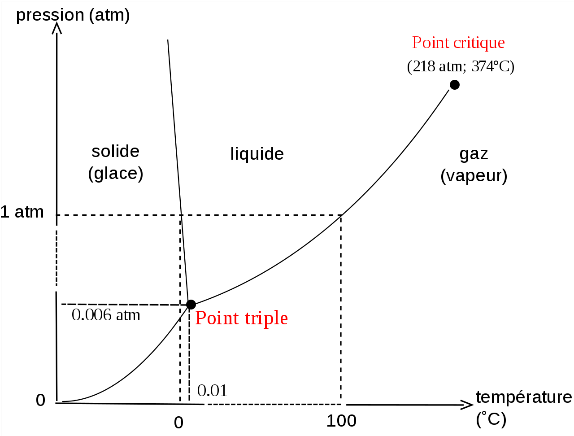 pression (atm)
Point critique
(218 atm; 374°C)
solide
(glace)
liquide
gaz
(vapeur)
1 atm
0.006 atm
Point triple
0.01
0
0
100
température
(°C)